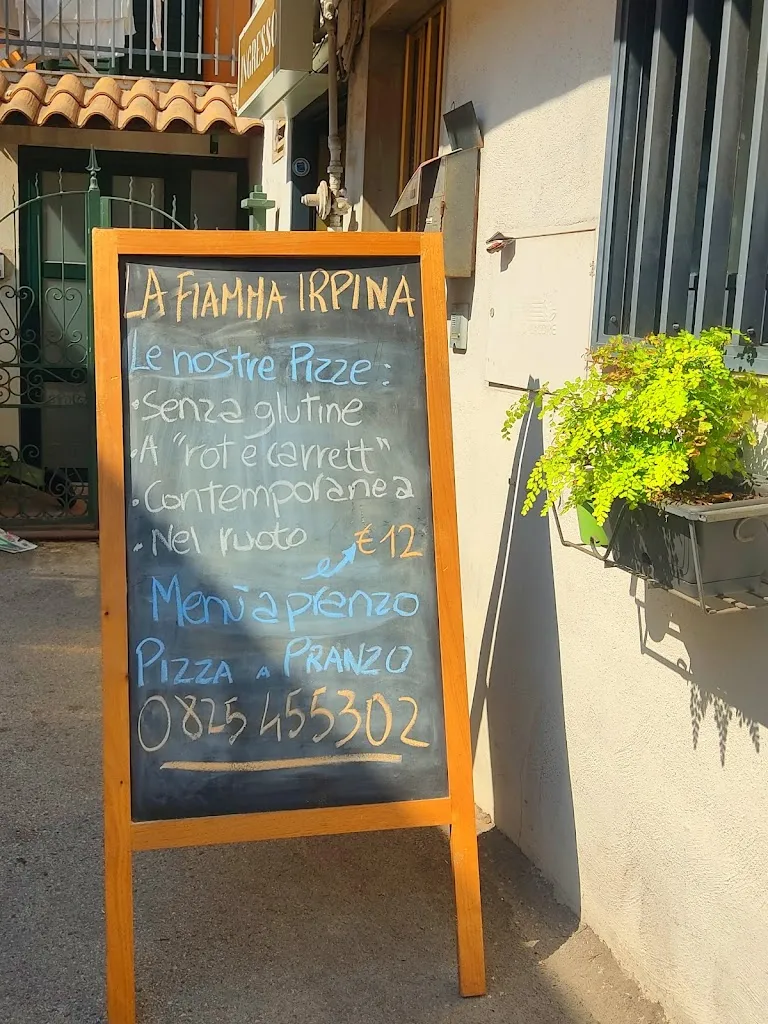 INGRESSO
LA FIAMMA IRPINA
Le nostre Pizze:
• Senza glutine
• A "rot e carrett"
• Contemporanea
• Nel ruoto
€ 12
Menù a pranzo
PIZZA A PRANZO
0825 455302